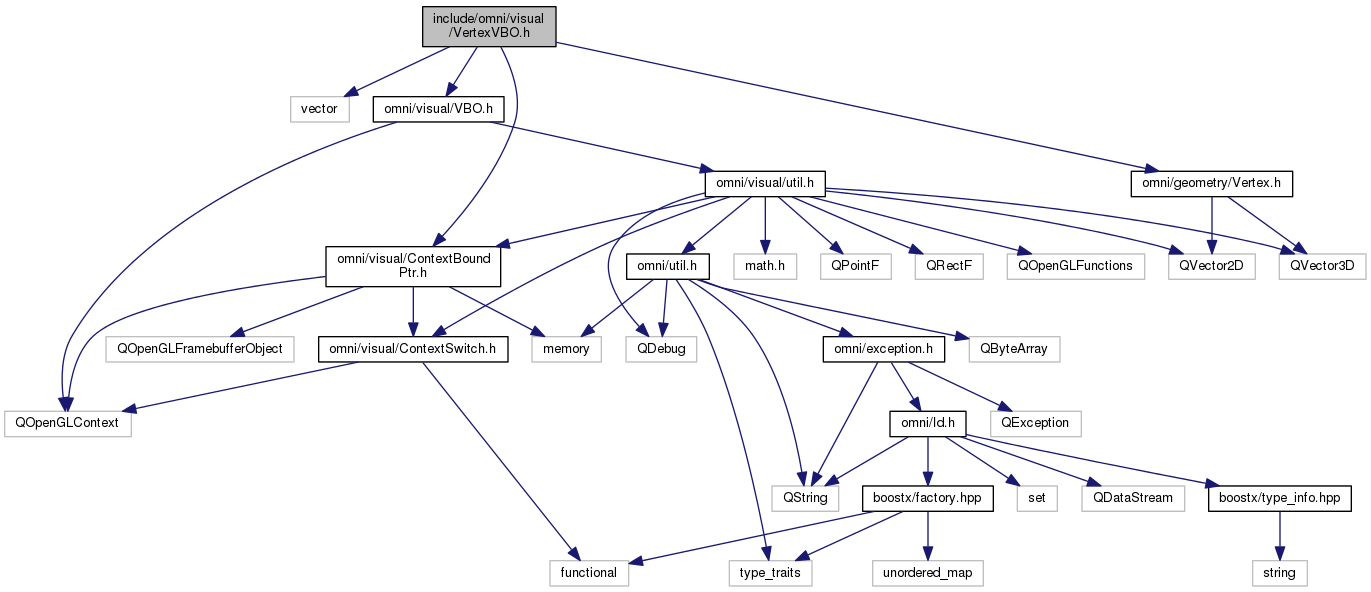 include/omni/visual
/VertexVBO.h
vector
omni/visual/VBO.h
omni/visual/util.h
omni/geometry/Vertex.h
omni/visual/ContextBound
Ptr.h
omni/util.h
math.h
QPointF
QRectF
QOpenGLFunctions
QVector2D
QVector3D
QOpenGLFramebufferObject
omni/visual/ContextSwitch.h
memory
QDebug
omni/exception.h
QByteArray
QOpenGLContext
omni/Id.h
QException
QString
boostx/factory.hpp
set
QDataStream
boostx/type_info.hpp
functional
type_traits
unordered_map
string